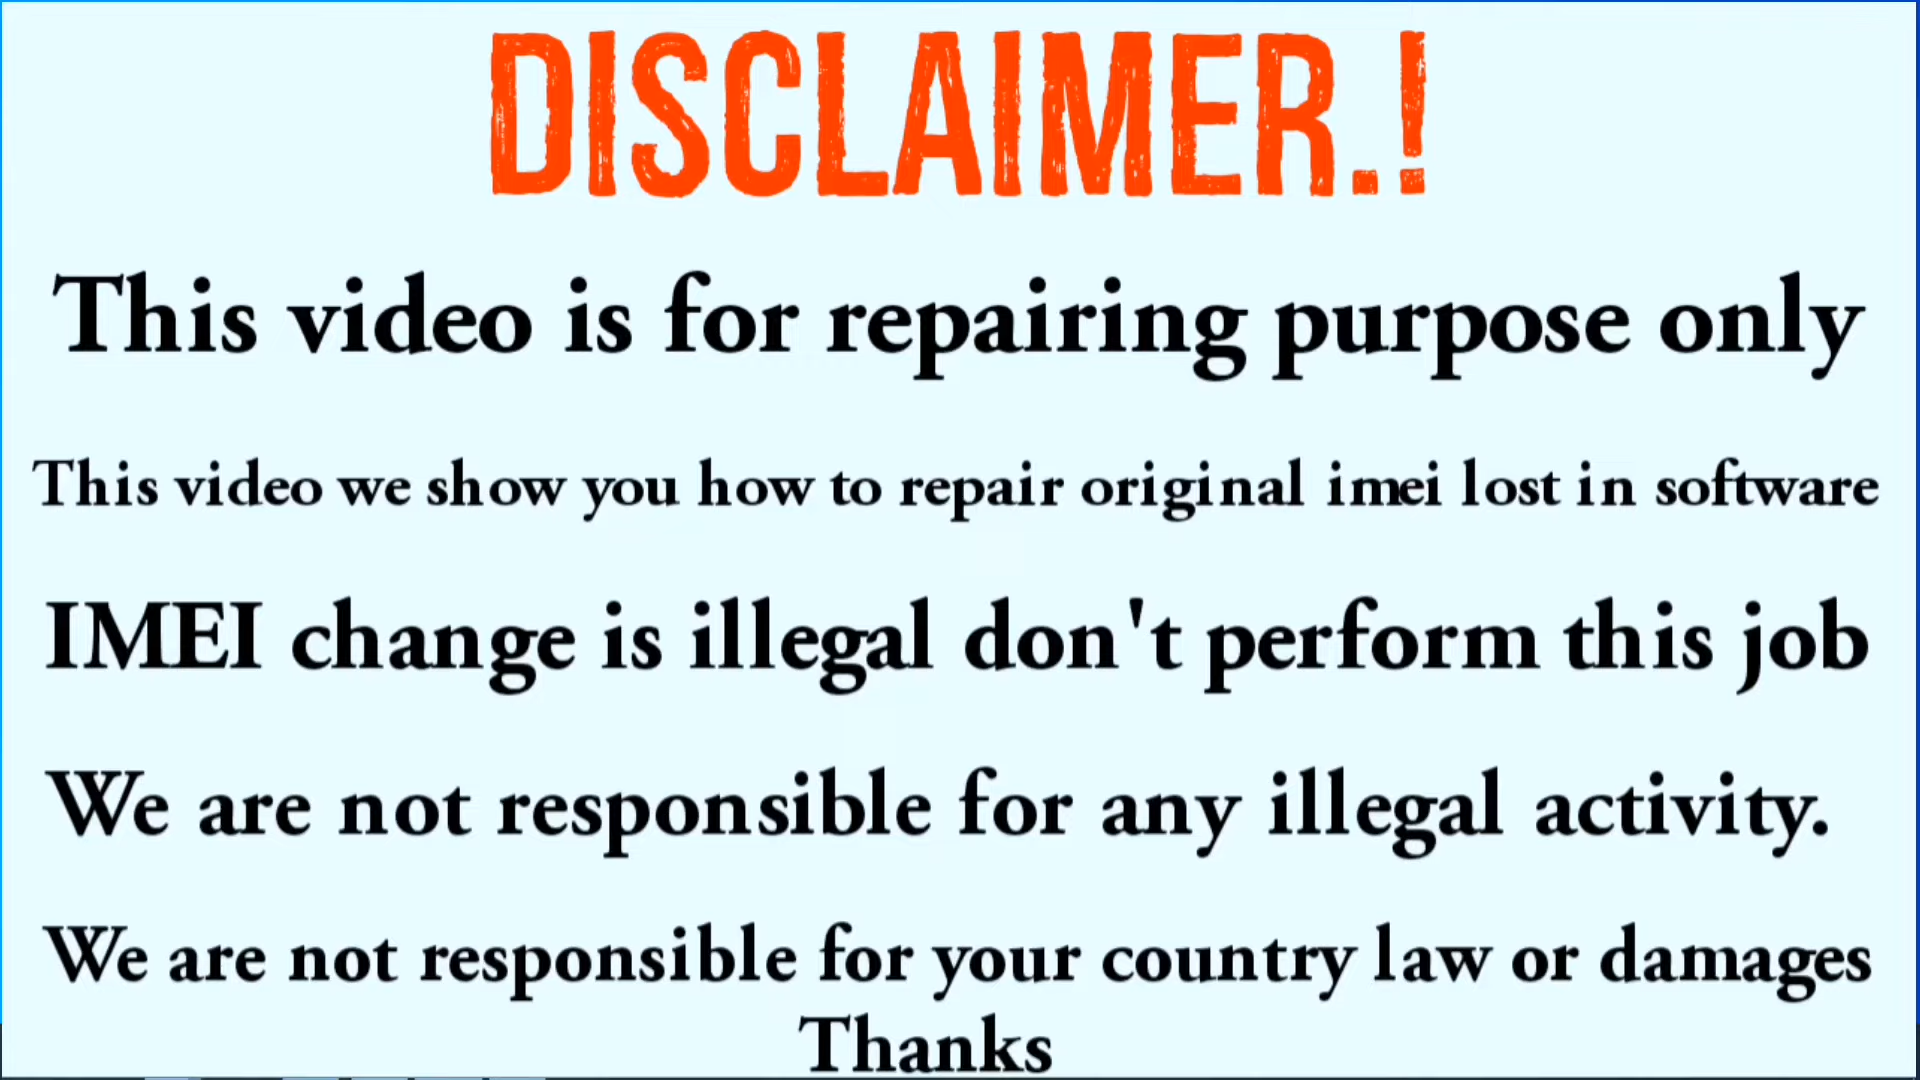 DISCLAIMER.!
This video is for repairing purpose only
This video we show you how to repair original imei lost in software
IMEI change is illegal don't perform this job
We are not responsible for any illegal activity.
We are not responsible for your country law or damages
Thanks